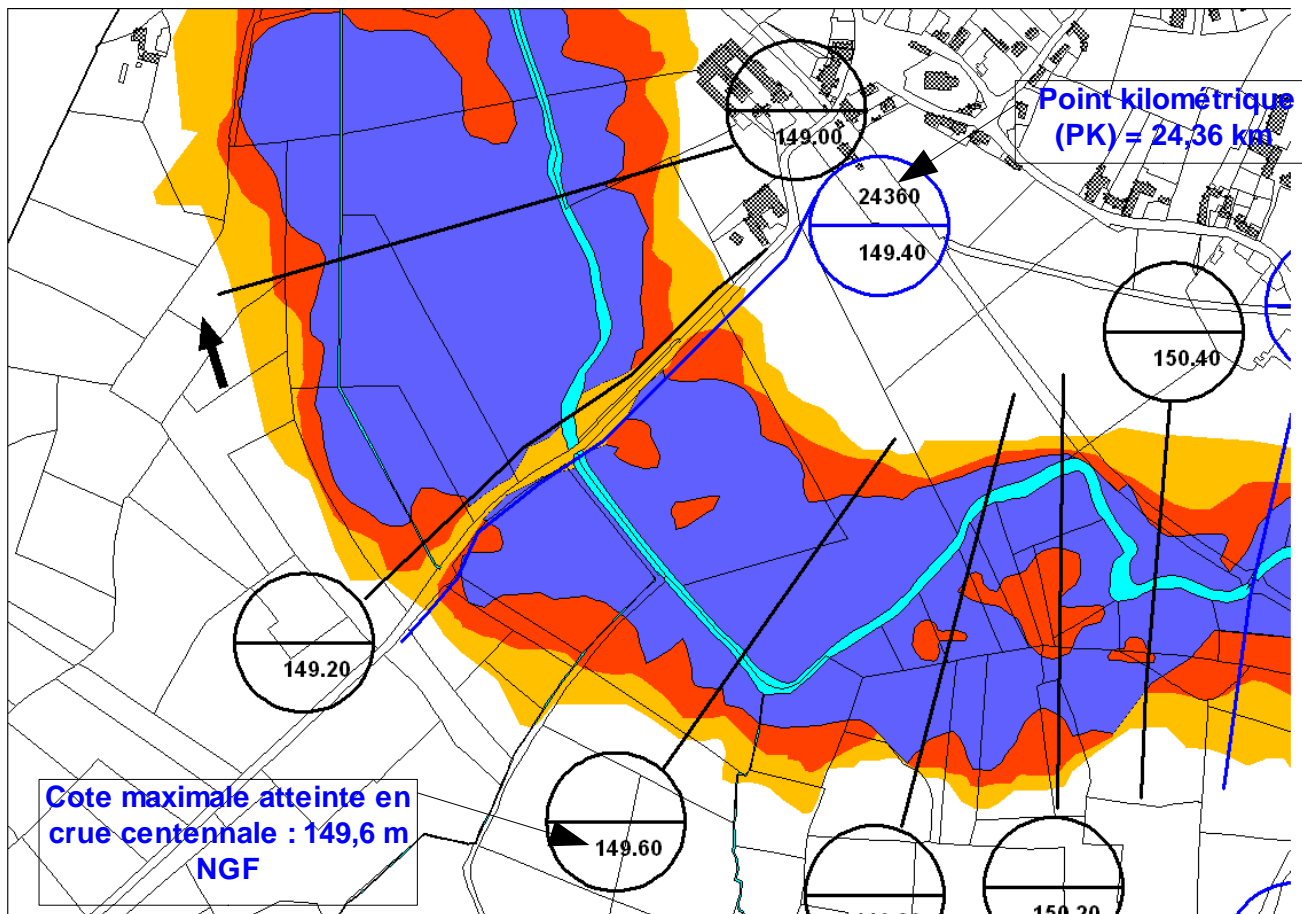 149.00
Point kilométrique
(PK) = 24,36 km
24360
149.40
150.40
149.20
Cote maximale atteinte en
crue centennale : 149,6 m
NGF
149.60
150.20